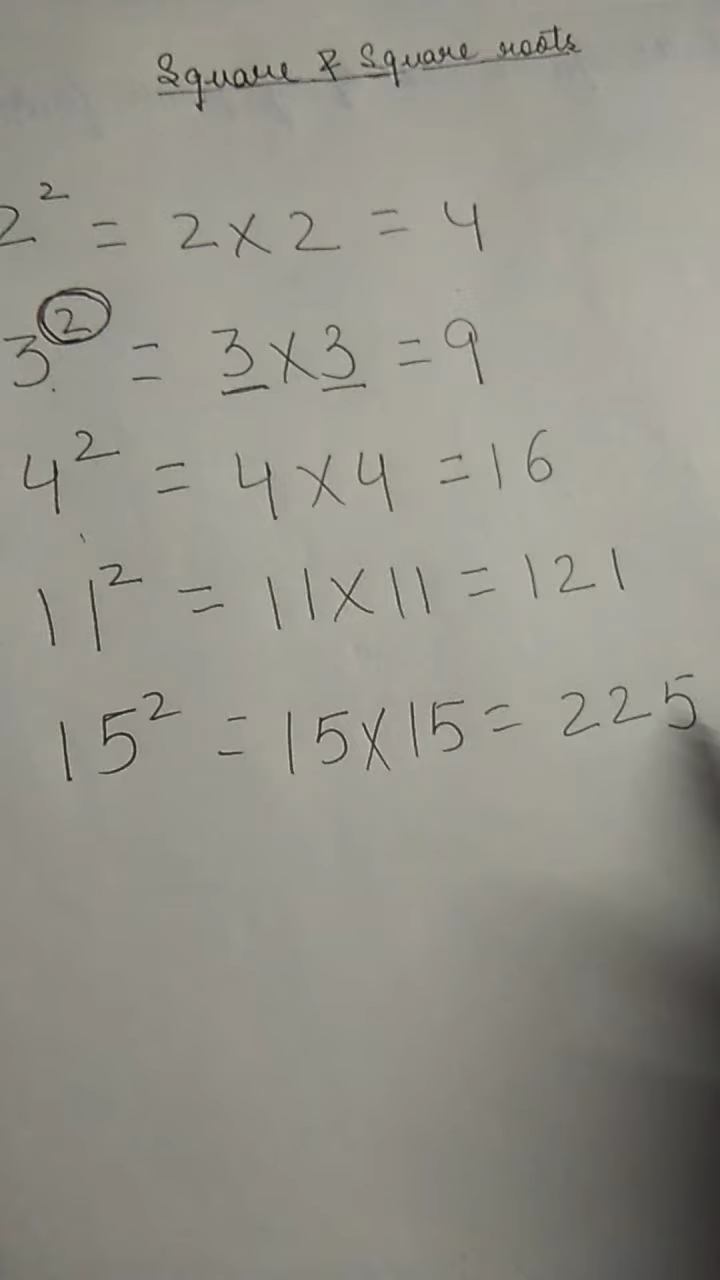 Square & Square roots
2² = 2 × 2 = 4
3² = 3 × 3 = 9
4² = 4 × 4 = 16
11² = 11 × 11 = 121
15² = 15 × 15 = 225